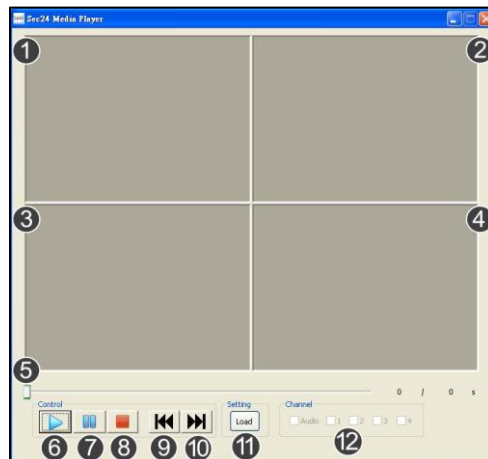 Sec24 Media Player
1
2
3
4
5
0 / 0 s
Control
Setting
Channel
Load
Audio 1 2 3 4
6 7 8 9 10 11 12